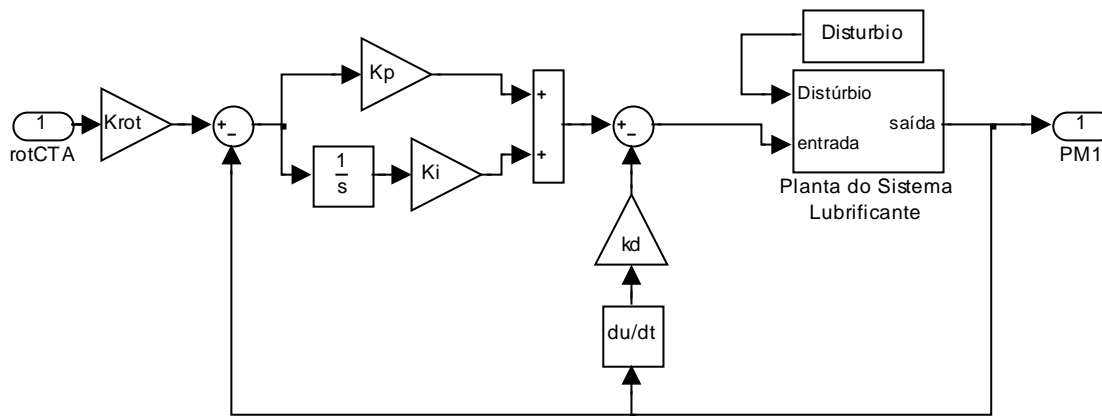 Disturbio
Kp
Distúrbio
1
rotCTA
Krot
+
-
+
+
+
-
entrada
saída
1
PM1
1
s
Ki
Planta do Sistema
Lubrificante
kd
du/dt